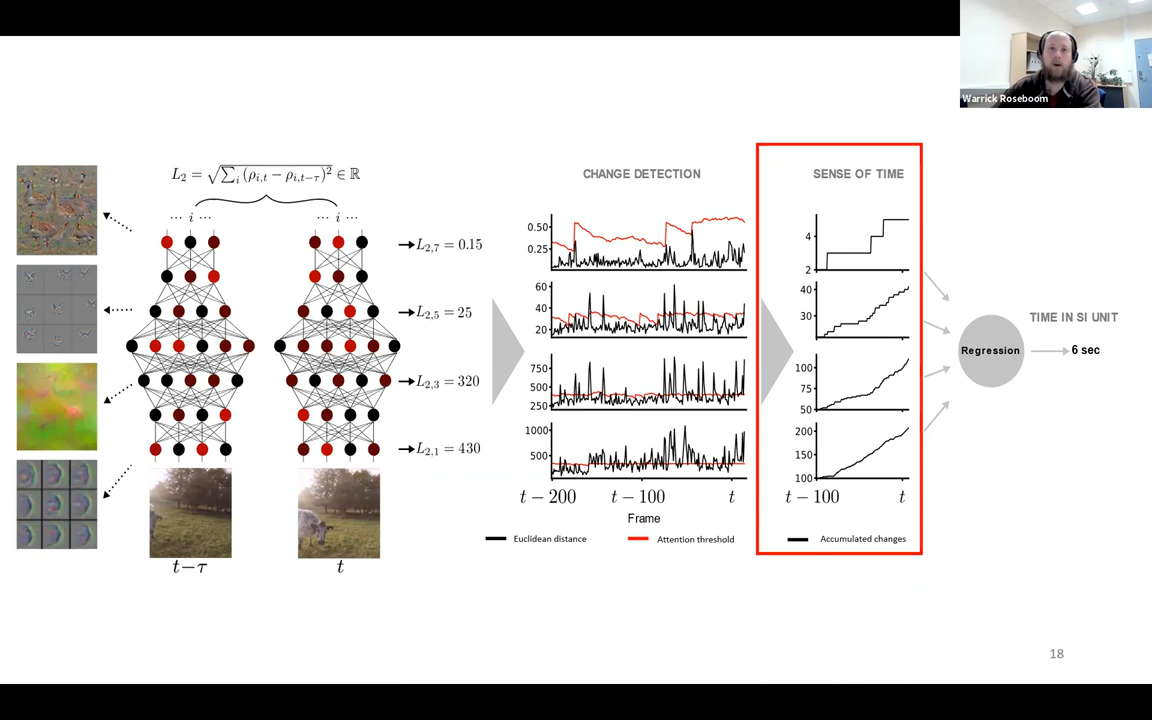 Warrick Roseboom
L₂ = √∑ᵢ (ρᵢ,ₜ − ρᵢ,ₜ₋τ)² ∈ ℝ
··· i ···
··· i ···
L₂,₇ = 0.15
L₂,₅ = 25
L₂,₃ = 320
L₂,₁ = 430
t−τ
t
CHANGE DETECTION
0.50
0.25
60
40
20
750
500
250
1000
500
t − 200
t − 100
t
Frame
Euclidean distance
Attention threshold
SENSE OF TIME
4
2
40
30
100
75
50
200
150
100
t − 100
t
Accumulated changes
Regression
TIME IN SI UNIT
6 sec
18